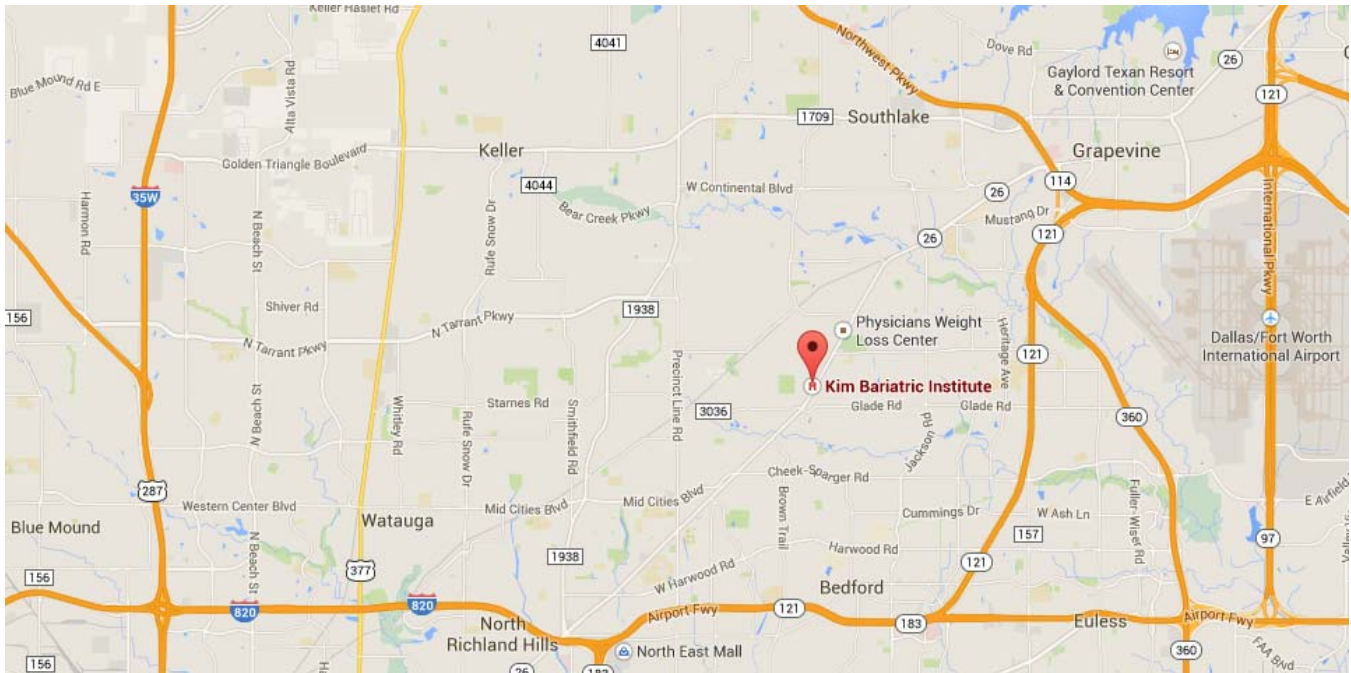 Keller Haslet Rd
4041
Northwest Pkwy
Dove Rd
26
Gaylord Texan Resort
& Convention Center
Blue Mound Rd E
Alta Vista Rd
121
1709
Southlake
Keller
Grapevine
Golden Triangle Boulevard
4044
W Continental Blvd
26
114
35W
Harmon Rd
N Beach St
Rufe Snow Dr
Bear Creek Pkwy
Mustang Dr
26
121
International Pkwy
Shiver Rd
1938
156
N Tarrant Pkwy
N Tarrant Pkwy
Physicians Weight
Loss Center
Heritage Ave
Dallas/Fort Worth
International Airport
121
Precinct Line Rd
Kim Bariatric Institute
N Beach St
Whitley Rd
Starnes Rd
Rufe Snow Dr
Smithfield Rd
3036
Glade Rd
Glade Rd
Jackson Rd
360
Cheek-Sparger Rd
287
Western Center Blvd
Mid Cities Blvd
Mid Cities Blvd
Brown Trail
Fuller-Wiser Rd
E Airfield
Blue Mound
Watauga
Cummings Dr
W Ash Ln
157
97
Valley Vi
N Beach St
1938
Harwood Rd
377
121
W Harwood Rd
Bedford
156
820
820
Airport Fwy
121
183
Euless
Airport Fwy
North
Richland Hills
North East Mall
360
FAA Blvd
156
26
183